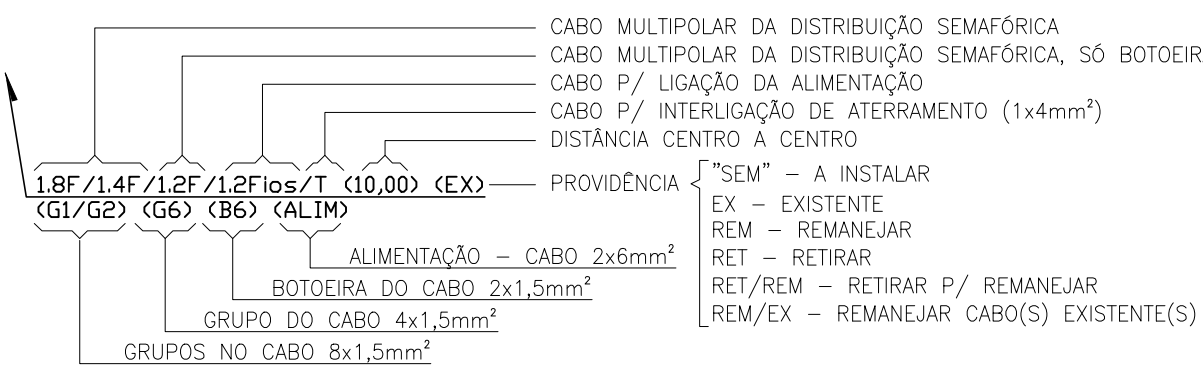 CABO MULTIPOLAR DA DISTRIBUIÇÃO SEMAFÓRICA
CABO MULTIPOLAR DA DISTRIBUIÇÃO SEMAFÓRICA, SÓ BOTOEIR
CABO P/ LIGAÇÃO DA ALIMENTAÇÃO
CABO P/ INTERLIGAÇÃO DE ATERRAMENTO (1x4mm²)
DISTÂNCIA CENTRO A CENTRO
1.8F/1.4F/1.2F/1.2Fios/T (10,00) (EX)
(G1/G2) (G6) (B6) (ALIM)
PROVIDÊNCIA
"SEM" – A INSTALAR
EX – EXISTENTE
REM – REMANEJAR
RET – RETIRAR
RET/REM – RETIRAR P/ REMANEJAR
REM/EX – REMANEJAR CABO(S) EXISTENTE(S)
ALIMENTAÇÃO – CABO 2x6mm²
BOTOEIRA DO CABO 2x1,5mm²
GRUPO DO CABO 4x1,5mm²
GRUPOS NO CABO 8x1,5mm²